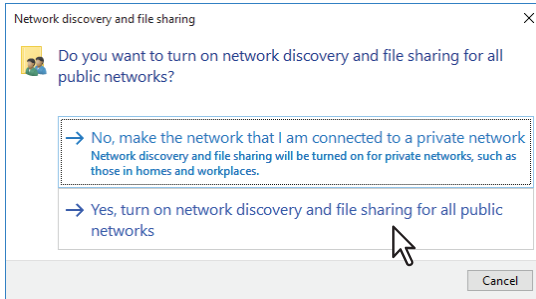 Network discovery and file sharing
Do you want to turn on network discovery and file sharing for all
public networks?
No, make the network that I am connected to a private network
Network discovery and file sharing will be turned on for private networks, such as
those in homes and workplaces.
Yes, turn on network discovery and file sharing for all public
networks
Cancel